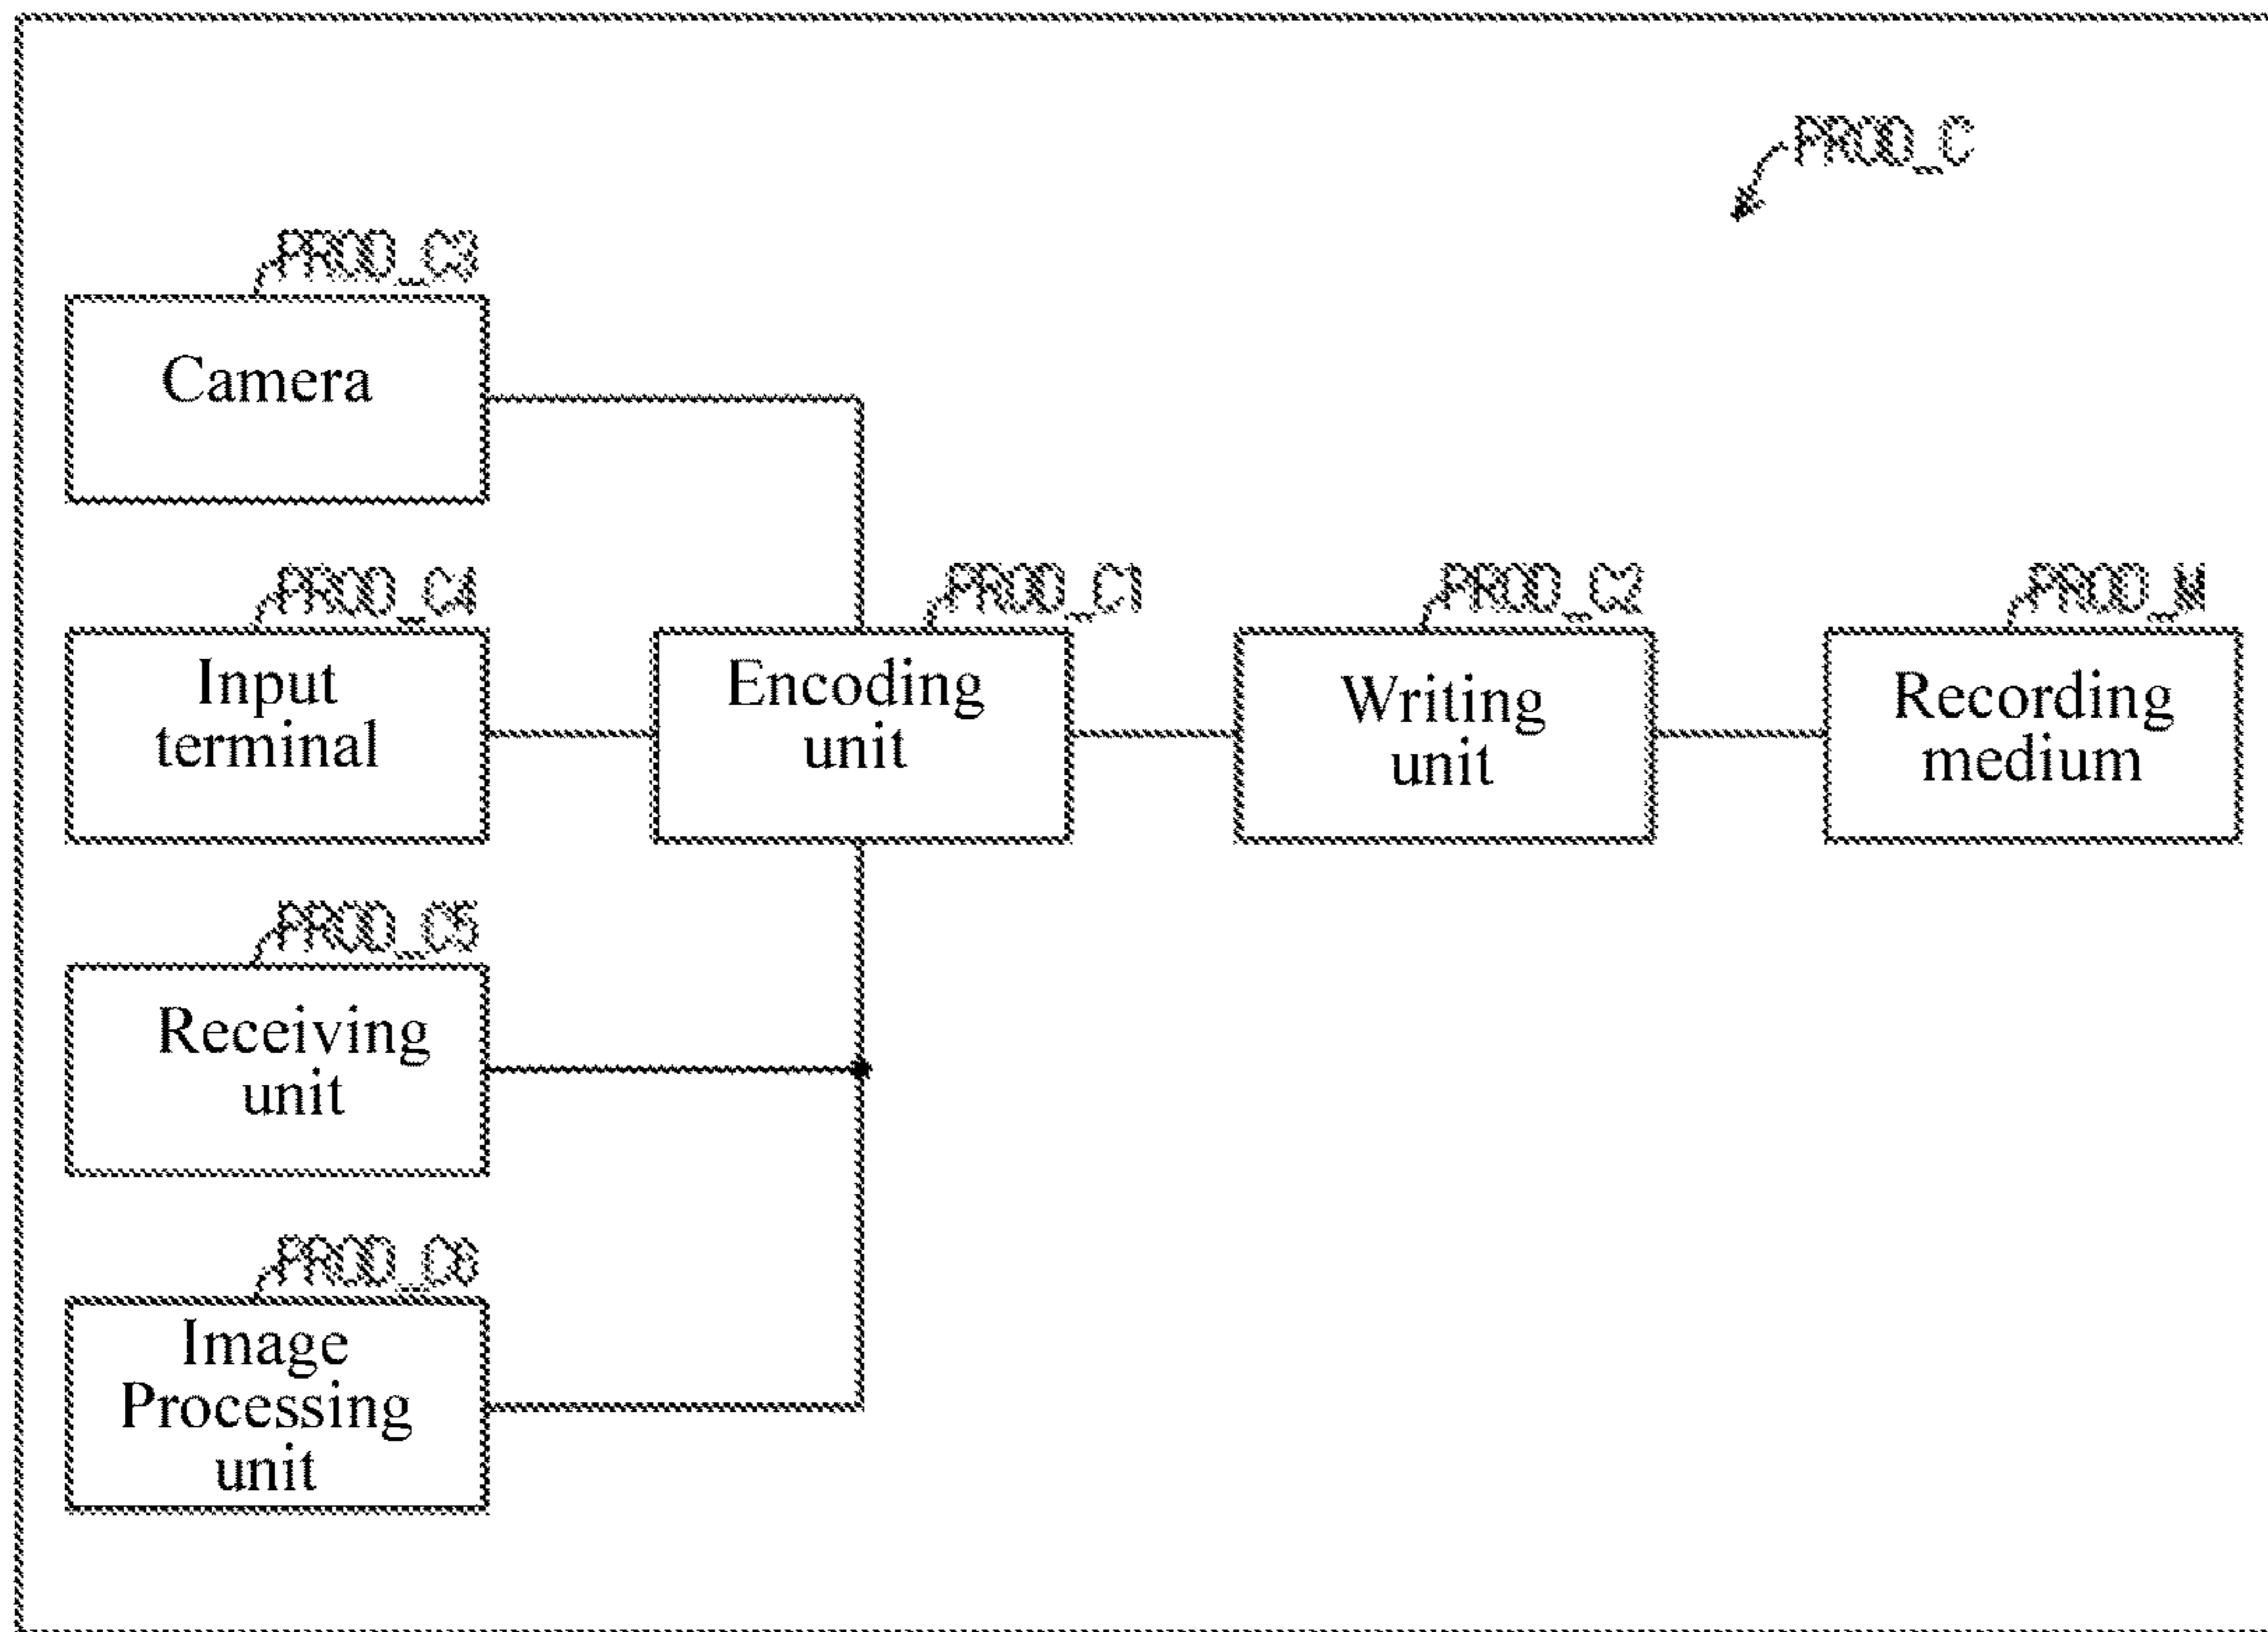 PROD_C
PROD_C3
Camera
PROD_C4
Input
terminal
PROD_C1
Encoding
unit
PROD_C2
Writing
unit
PROD_M
Recording
medium
PROD_C5
Receiving
unit
PROD_C6
Image
Processing
unit